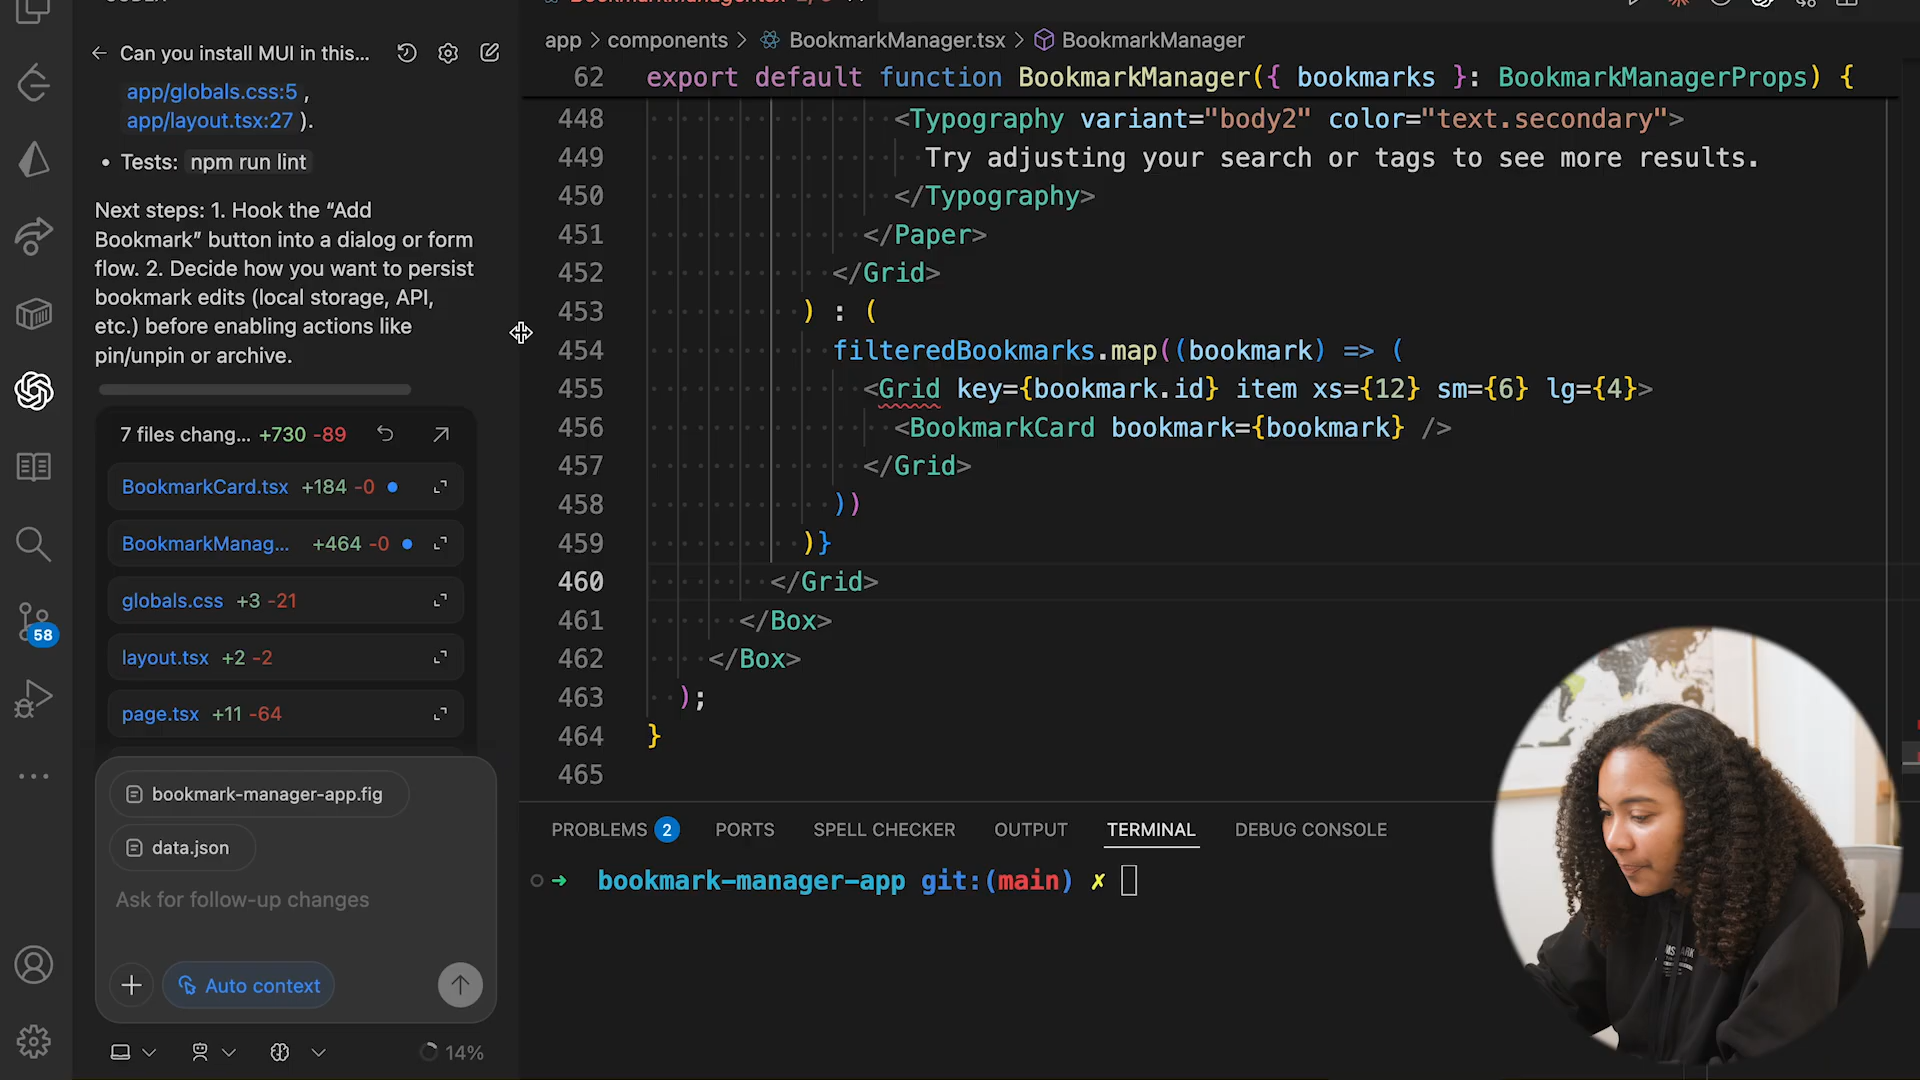 Can you install MUI in this...
app/globals.css:5 ,
app/layout.tsx:27 ).
• Tests: npm run lint
Next steps: 1. Hook the “Add
Bookmark” button into a dialog or form
flow. 2. Decide how you want to persist
bookmark edits (local storage, API,
etc.) before enabling actions like
pin/unpin or archive.
7 files chang... +730 -89
BookmarkCard.tsx +184 -0
BookmarkManag... +464 -0
globals.css +3 -21
layout.tsx +2 -2
page.tsx +11 -64
bookmark-manager-app.fig
data.json
Ask for follow-up changes
Auto context
14%
58
app > components > BookmarkManager.tsx > BookmarkManager
62 export default function BookmarkManager({ bookmarks }: BookmarkManagerProps) {
448 <Typography variant="body2" color="text.secondary">
449 Try adjusting your search or tags to see more results.
450 </Typography>
451 </Paper>
452 </Grid>
453 ) : (
454 filteredBookmarks.map((bookmark) => (
455 <Grid key={bookmark.id} item xs={12} sm={6} lg={4}>
456 <BookmarkCard bookmark={bookmark} />
457 </Grid>
458 ))
459 )}
460 </Grid>
461 </Box>
462 </Box>
463 );
464 }
465
PROBLEMS 2 PORTS SPELL CHECKER OUTPUT TERMINAL DEBUG CONSOLE
→ bookmark-manager-app git:(main) ✗